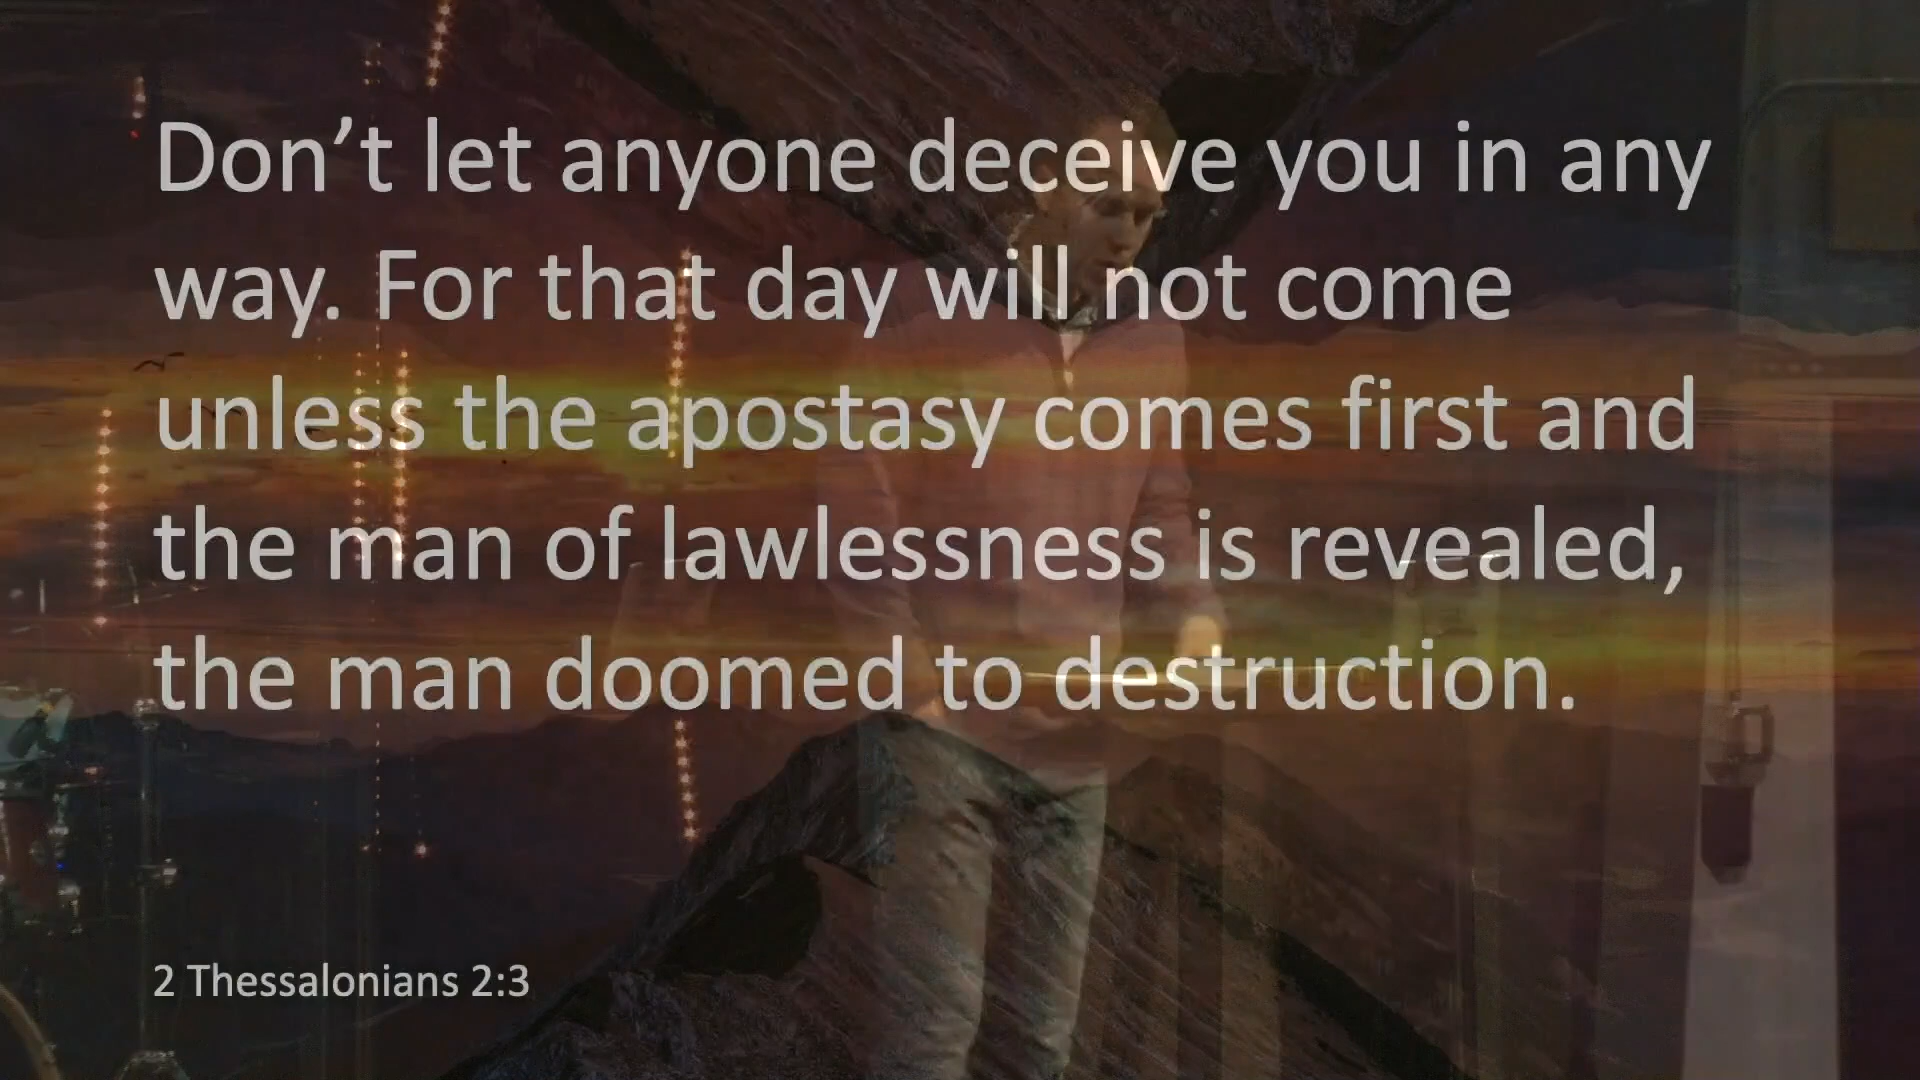 Don’t let anyone deceive you in any
way. For that day will not come
unless the apostasy comes first and
the man of lawlessness is revealed,
the man doomed to destruction.
2 Thessalonians 2:3